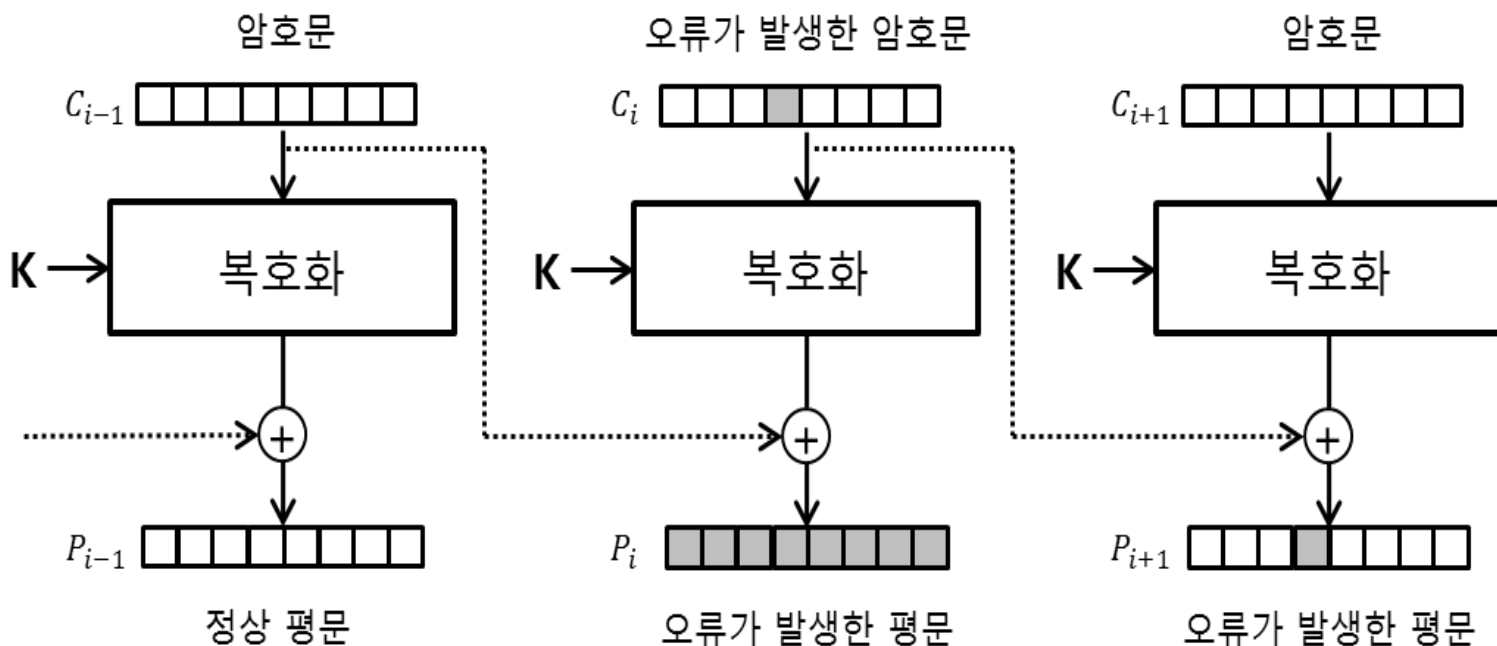 암호문 오류가 발생한 암호문 암호문
C_{i-1} C_i C_{i+1}
K 복호화 K 복호화 K 복호화
+ + +
P_{i-1} P_i P_{i+1}
정상 평문 오류가 발생한 평문 오류가 발생한 평문